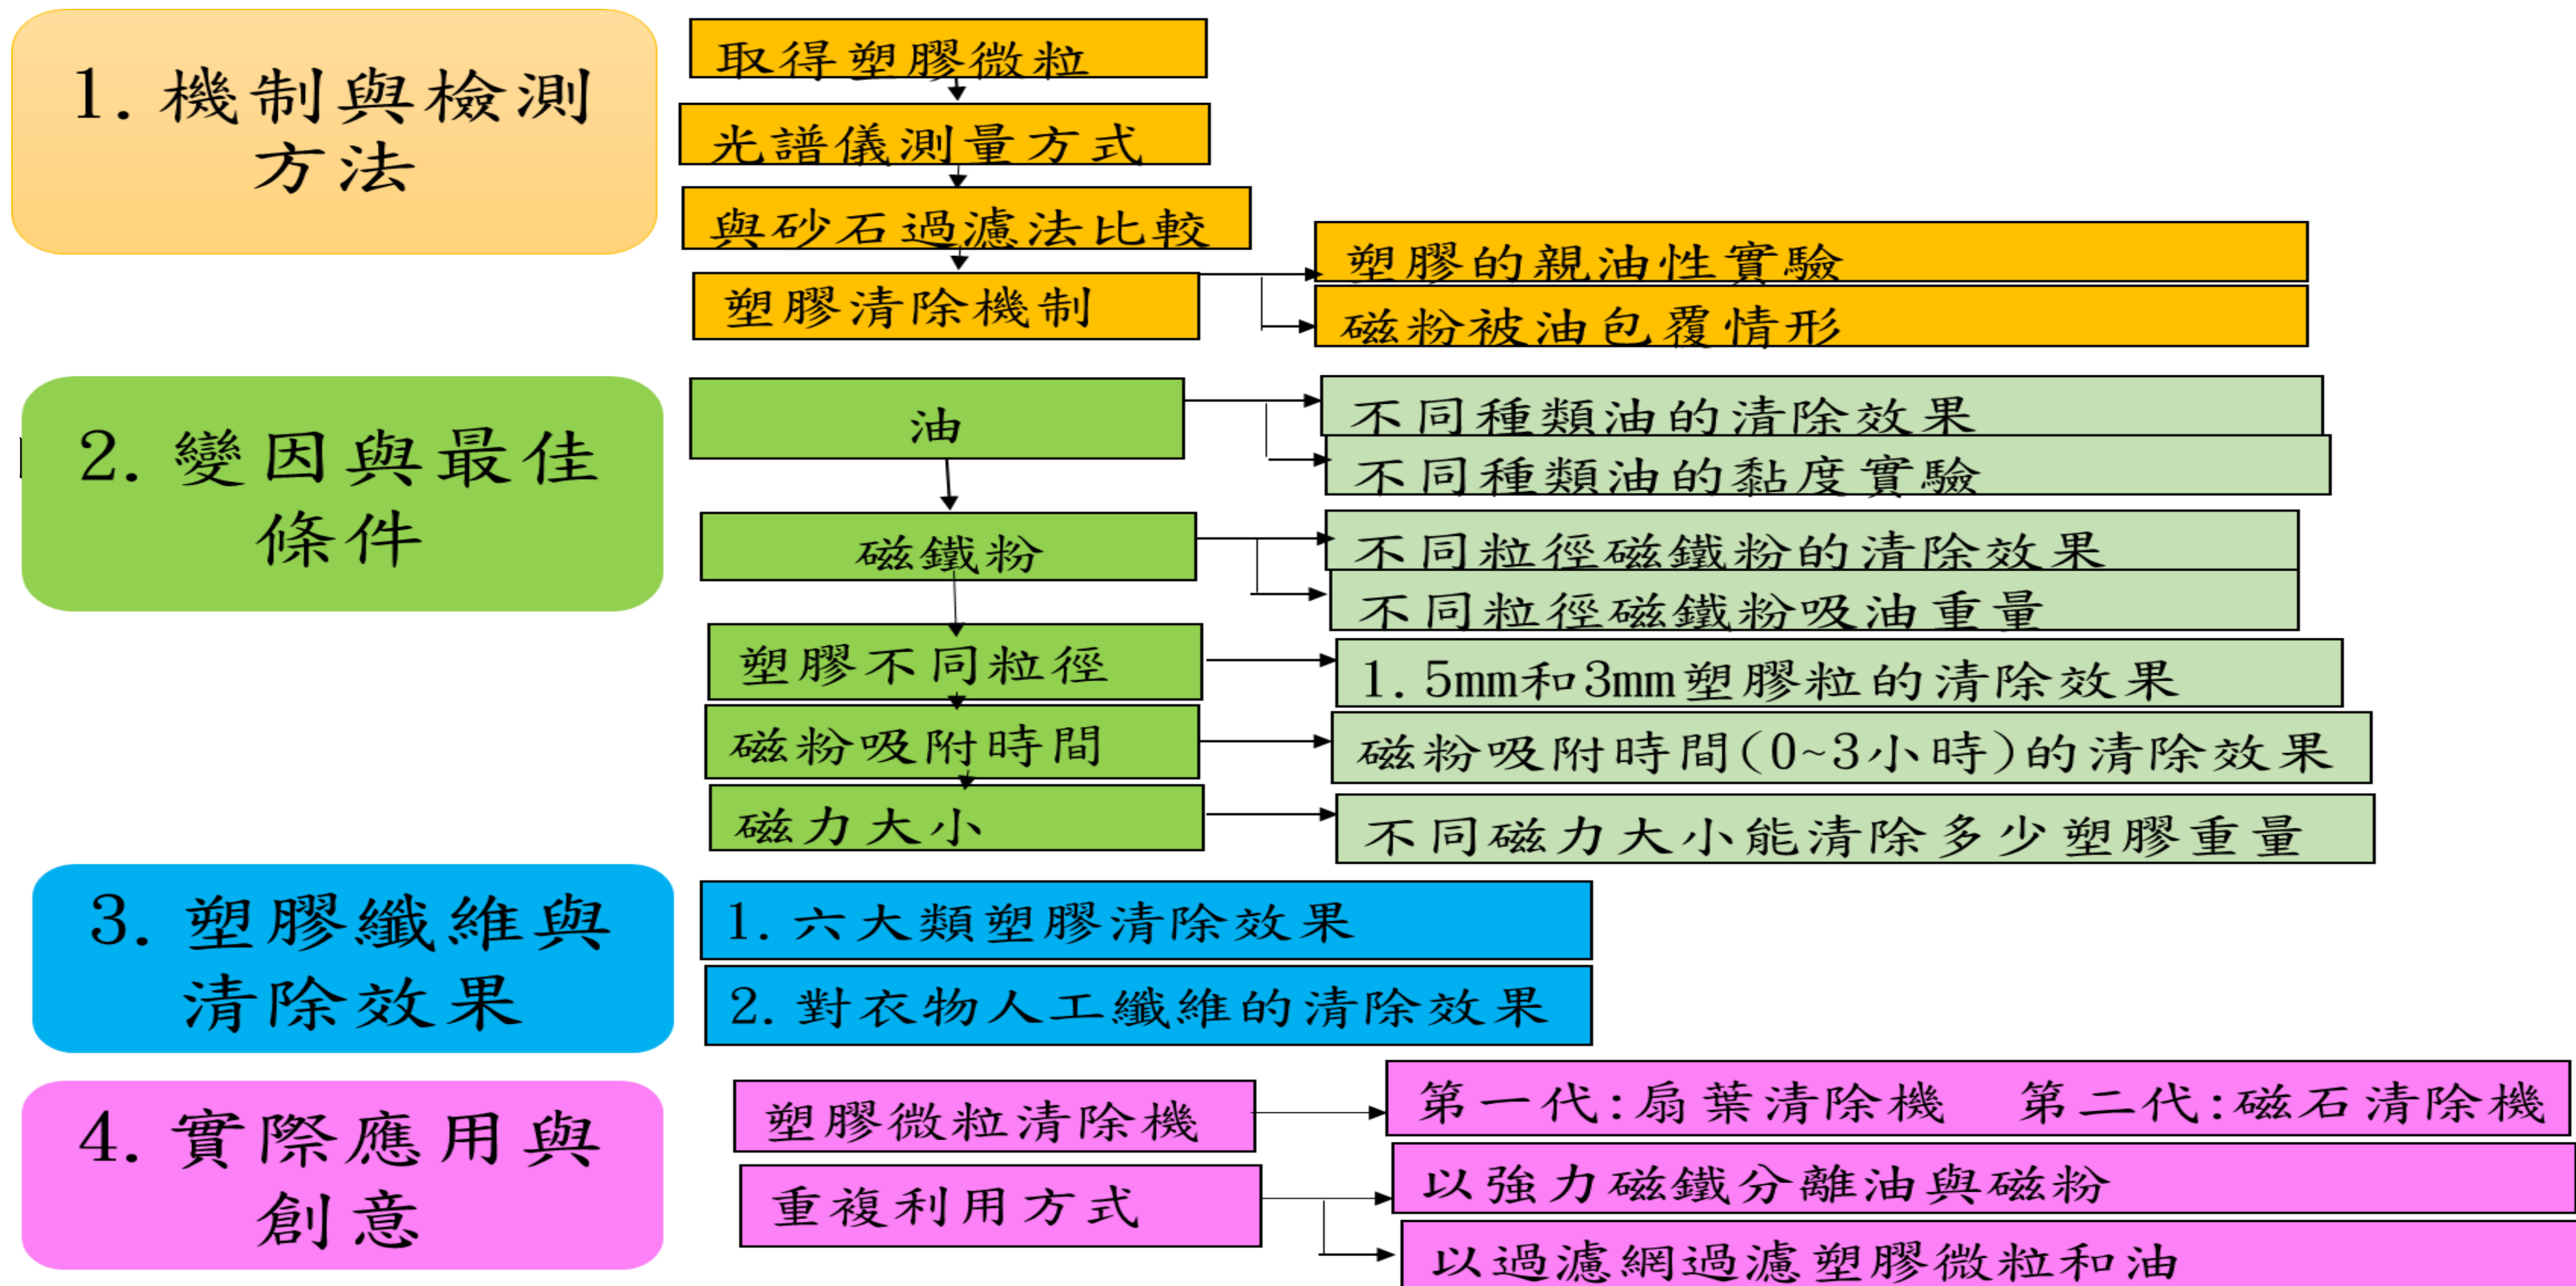 1. 機制與檢測
方法
取得塑膠微粒
光譜儀測量方式
與砂石過濾法比較
塑膠清除機制
塑膠的親油性實驗
磁粉被油包覆情形
2. 變因與最佳
條件
油
不同種類油的清除效果
不同種類油的黏度實驗
磁鐵粉
不同粒徑磁鐵粉的清除效果
不同粒徑磁鐵粉吸油重量
塑膠不同粒徑
1.5mm和3mm塑膠粒的清除效果
磁粉吸附時間
磁粉吸附時間(0~3小時)的清除效果
磁力大小
不同磁力大小能清除多少塑膠重量
3. 塑膠纖維與
清除效果
1. 六大類塑膠清除效果
2. 對衣物人工纖維的清除效果
4. 實際應用與
創意
塑膠微粒清除機
第一代:扇葉清除機 第二代:磁石清除機
重複利用方式
以強力磁鐵分離油與磁粉
以過濾網過濾塑膠微粒和油